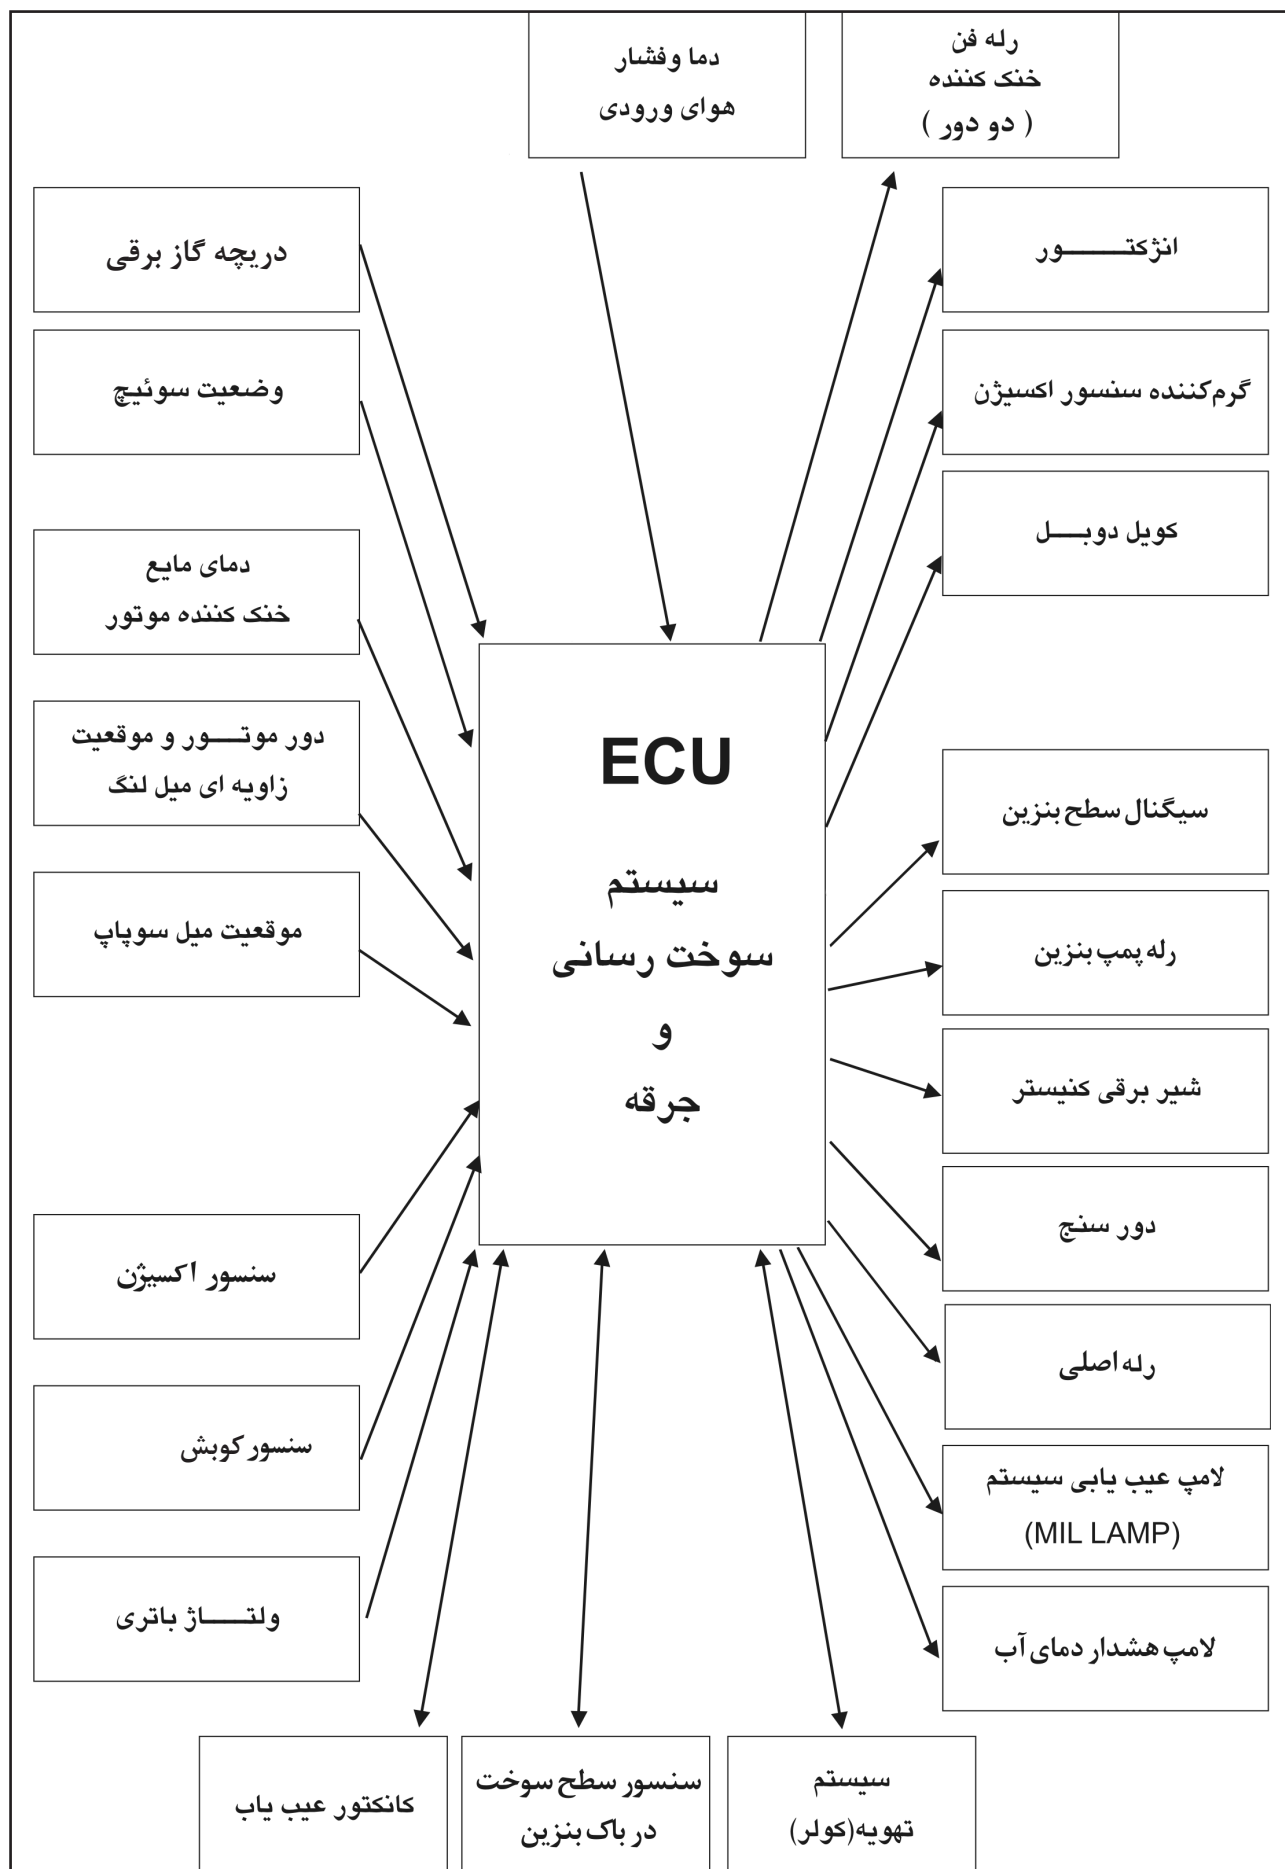 دما وفشار
هوای ورودی
رله فن
خنک کننده
( دو دور )
دریچه گاز برقی
وضعیت سوئیچ
دمای مایع
خنک کننده موتور
دور موتـــور و موقعیت
زاویه ای میل لنگ
موقعیت میل سوپاپ
سنسور اکسیژن
سنسور کوبش
ولتـــــاژ باتری
ECU
سیستم
سوخت رسانی
و
جرقه
انژکتــــــــور
گرم‌کننده سنسور اکسیژن
کویل دوبـــــل
سیگنال سطح بنزین
رله پمپ بنزین
شیر برقی کنیستر
دور سنج
رله اصلی
لامپ عیب یابی سیستم
(MIL LAMP)
لامپ هشدار دمای آب
کانکتور عیب یاب
سنسور سطح سوخت
در باک بنزین
سیستم
تهویه(کولر)